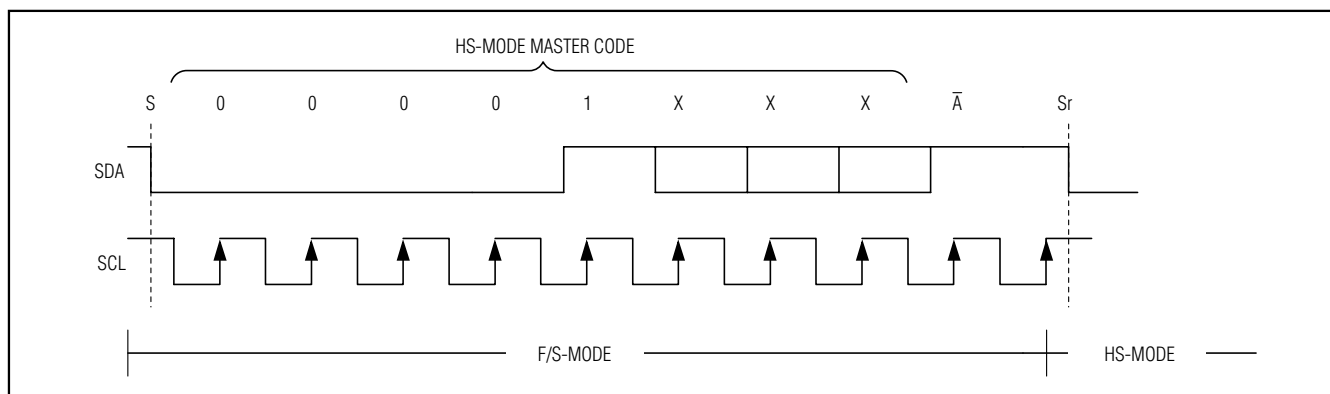 HS-MODE MASTER CODE
S 0 0 0 0 1 X X X A̅ Sr
SDA
SCL
F/S-MODE HS-MODE